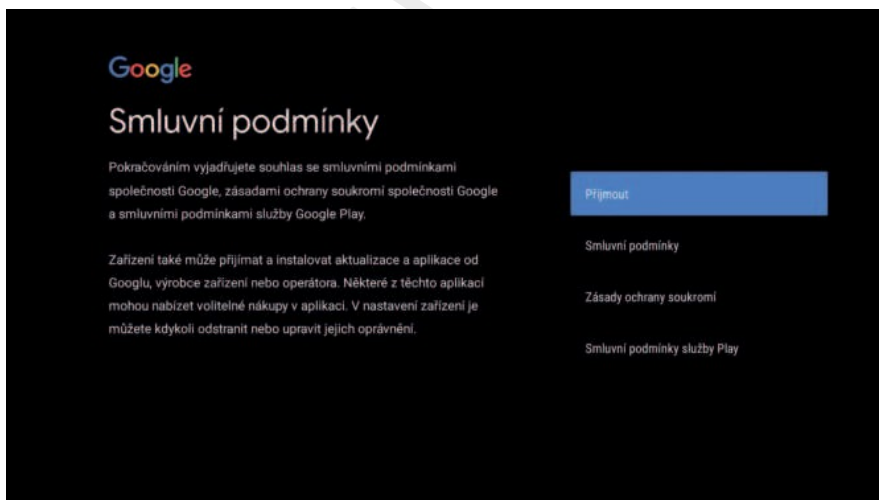 Google
Smluvní podmínky
Pokračováním vyjadřujete souhlas se smluvními podmínkami
společnosti Google, zásadami ochrany soukromí společnosti Google
a smluvními podmínkami služby Google Play.
Zařízení také může přijímat a instalovat aktualizace a aplikace od
Googlu, výrobce zařízení nebo operátora. Některé z těchto aplikací
mohou nabízet volitelné nákupy v aplikaci. V nastavení zařízení je
můžete kdykoli odstranit nebo upravit jejich oprávnění.
Přijmout
Smluvní podmínky
Zásady ochrany soukromí
Smluvní podmínky služby Play